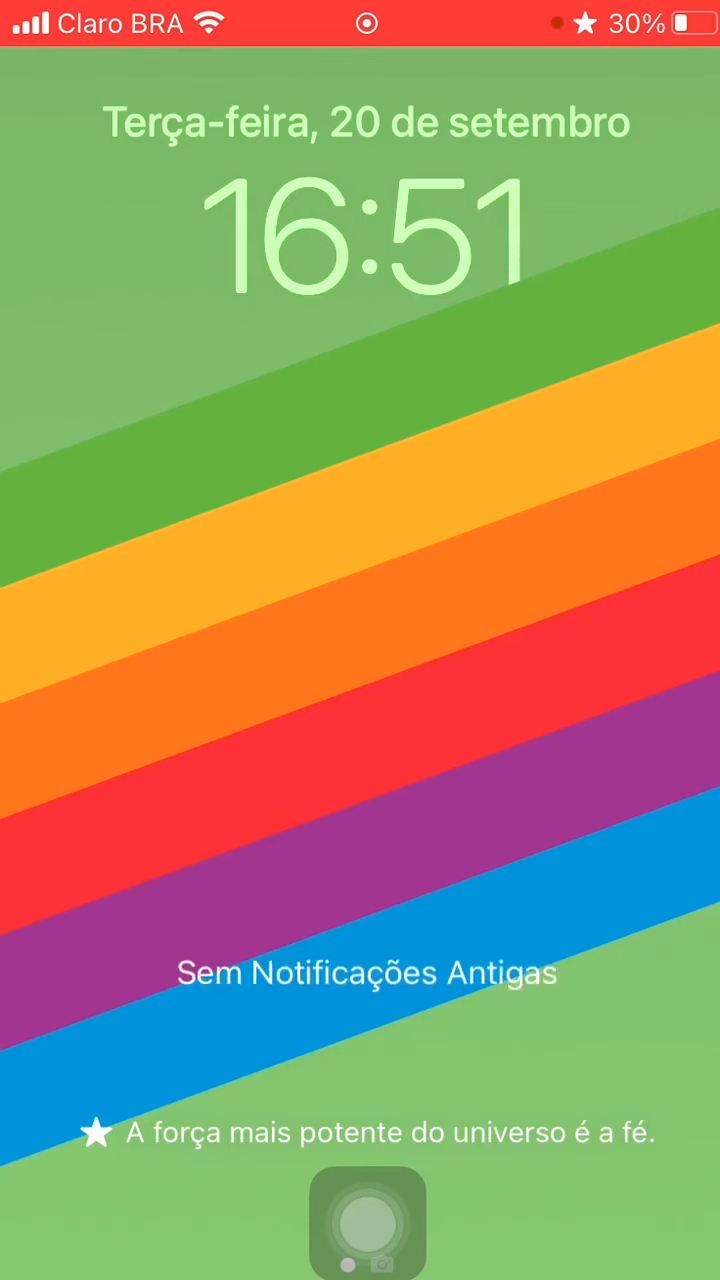 Claro BRA 30%
Terça-feira, 20 de setembro
16:51
Sem Notificações Antigas
A força mais potente do universo é a fé.